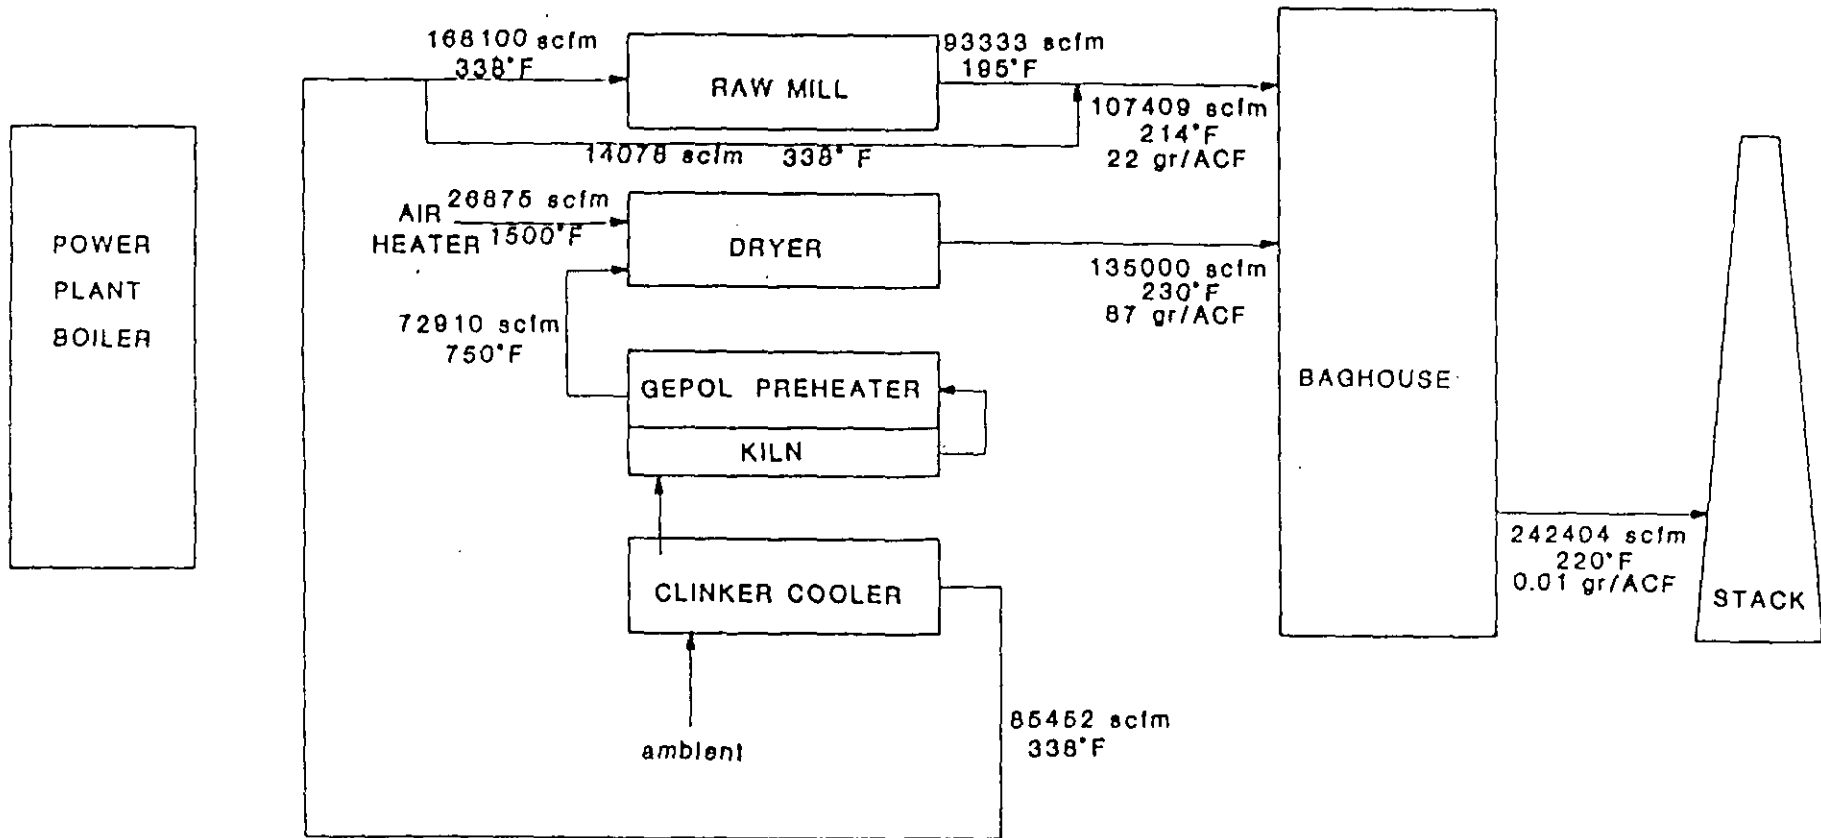 168100 scfm
338°F
RAW MILL
93333 scfm
195°F
107409 scfm
214°F
22 gr/ACF
14078 scfm 338°F
POWER
PLANT
BOILER
AIR
HEATER
26875 scfm
1500°F
DRYER
135000 scfm
230°F
87 gr/ACF
72910 scfm
750°F
GEPOL PREHEATER
KILN
BAGHOUSE
CLINKER COOLER
242404 scfm
220°F
0.01 gr/ACF
STACK
85452 scfm
338°F
ambient